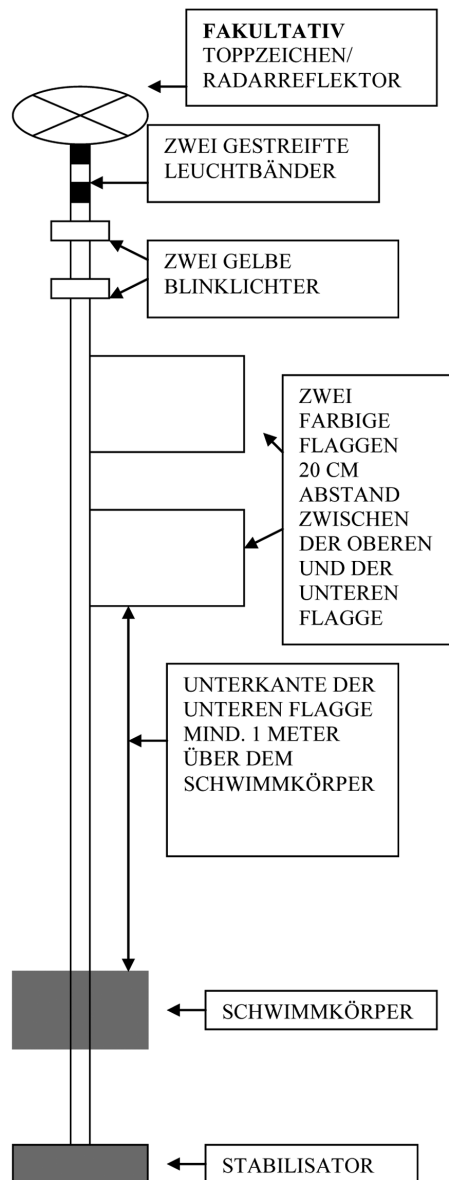 FAKULTATIV
TOPPZEICHEN/
RADARREFLEKTOR
ZWEI GESTREIFTE
LEUCHTBÄNDER
ZWEI GELBE
BLINKLICHTER
ZWEI
FARBIGE
FLAGGEN
20 CM
ABSTAND
ZWISCHEN
DER OBEREN
UND DER
UNTEREN
FLAGGE
UNTERKANTE DER
UNTEREN FLAGGE
MIND. 1 METER
ÜBER DEM
SCHWIMMKÖRPER
SCHWIMMKÖRPER
STABILISATOR